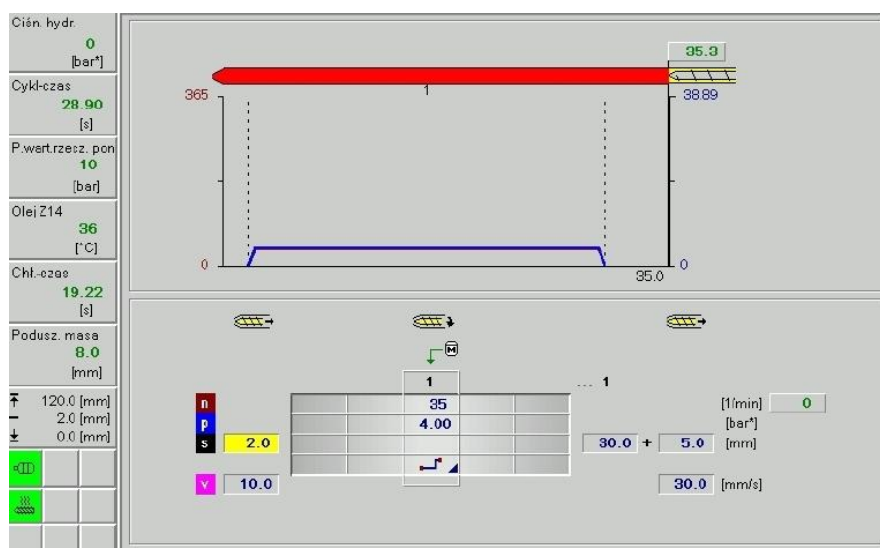 Ciśn. hydr.
0
[bar*]
Cykl-czas
28.90
[s]
P.wart.rzesz. pon
10
[bar]
Olej Z14
36
[°C]
Chł.-czas
19.22
[s]
Podusz. masa
8.0
[mm]
120.0 [mm]
2.0 [mm]
0.0 [mm]
35.3
365
1
38.89
0
35.0
0
M
1
... 1
n
35
[1/min]
0
p
4.00
[bar*]
s
2.0
30.0 + 5.0 [mm]
v
10.0
30.0 [mm/s]